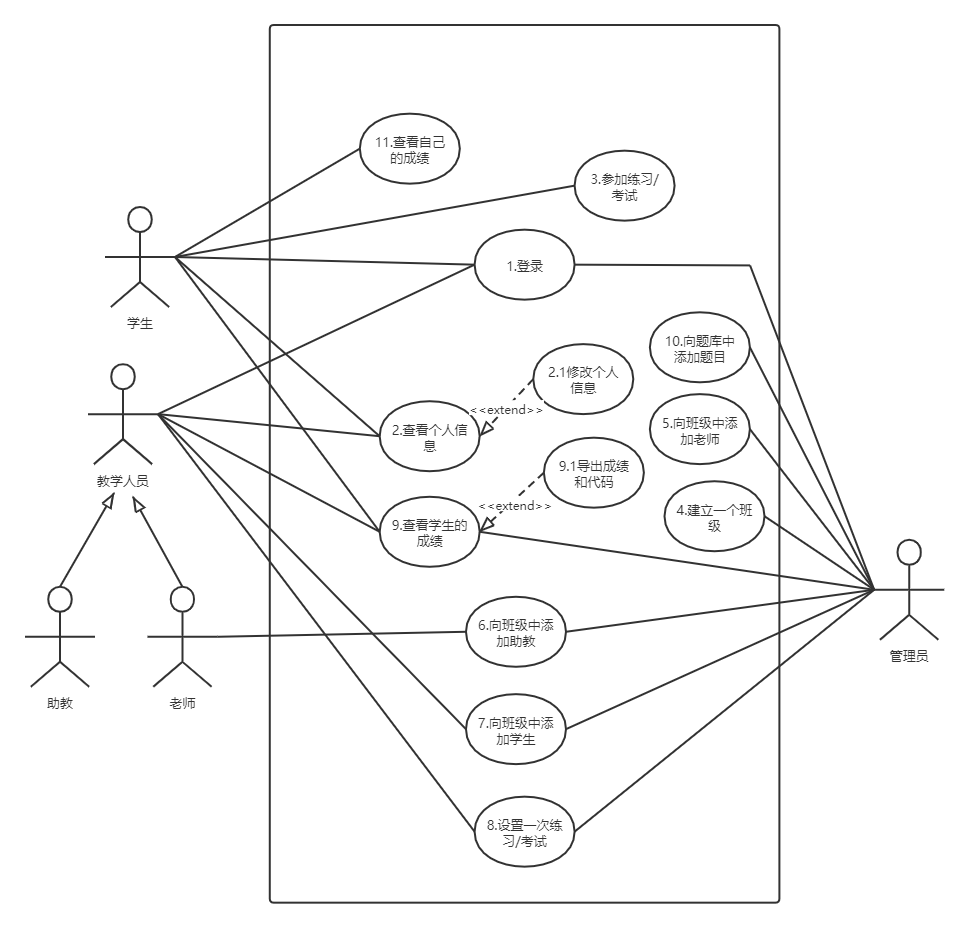 11.查看自己
的成绩
3.参加练习/
考试
1.登录
学生
10.向题库中
添加题目
2.1修改个人
信息
<<extend>>
2.查看个人信
息
5.向班级中添
加老师
教学人员
9.1导出成绩
和代码
<<extend>>
9.查看学生的
成绩
4.建立一个班
级
6.向班级中添
加助教
管理员
助教
老师
7.向班级中添
加学生
8.设置一次练
习/考试